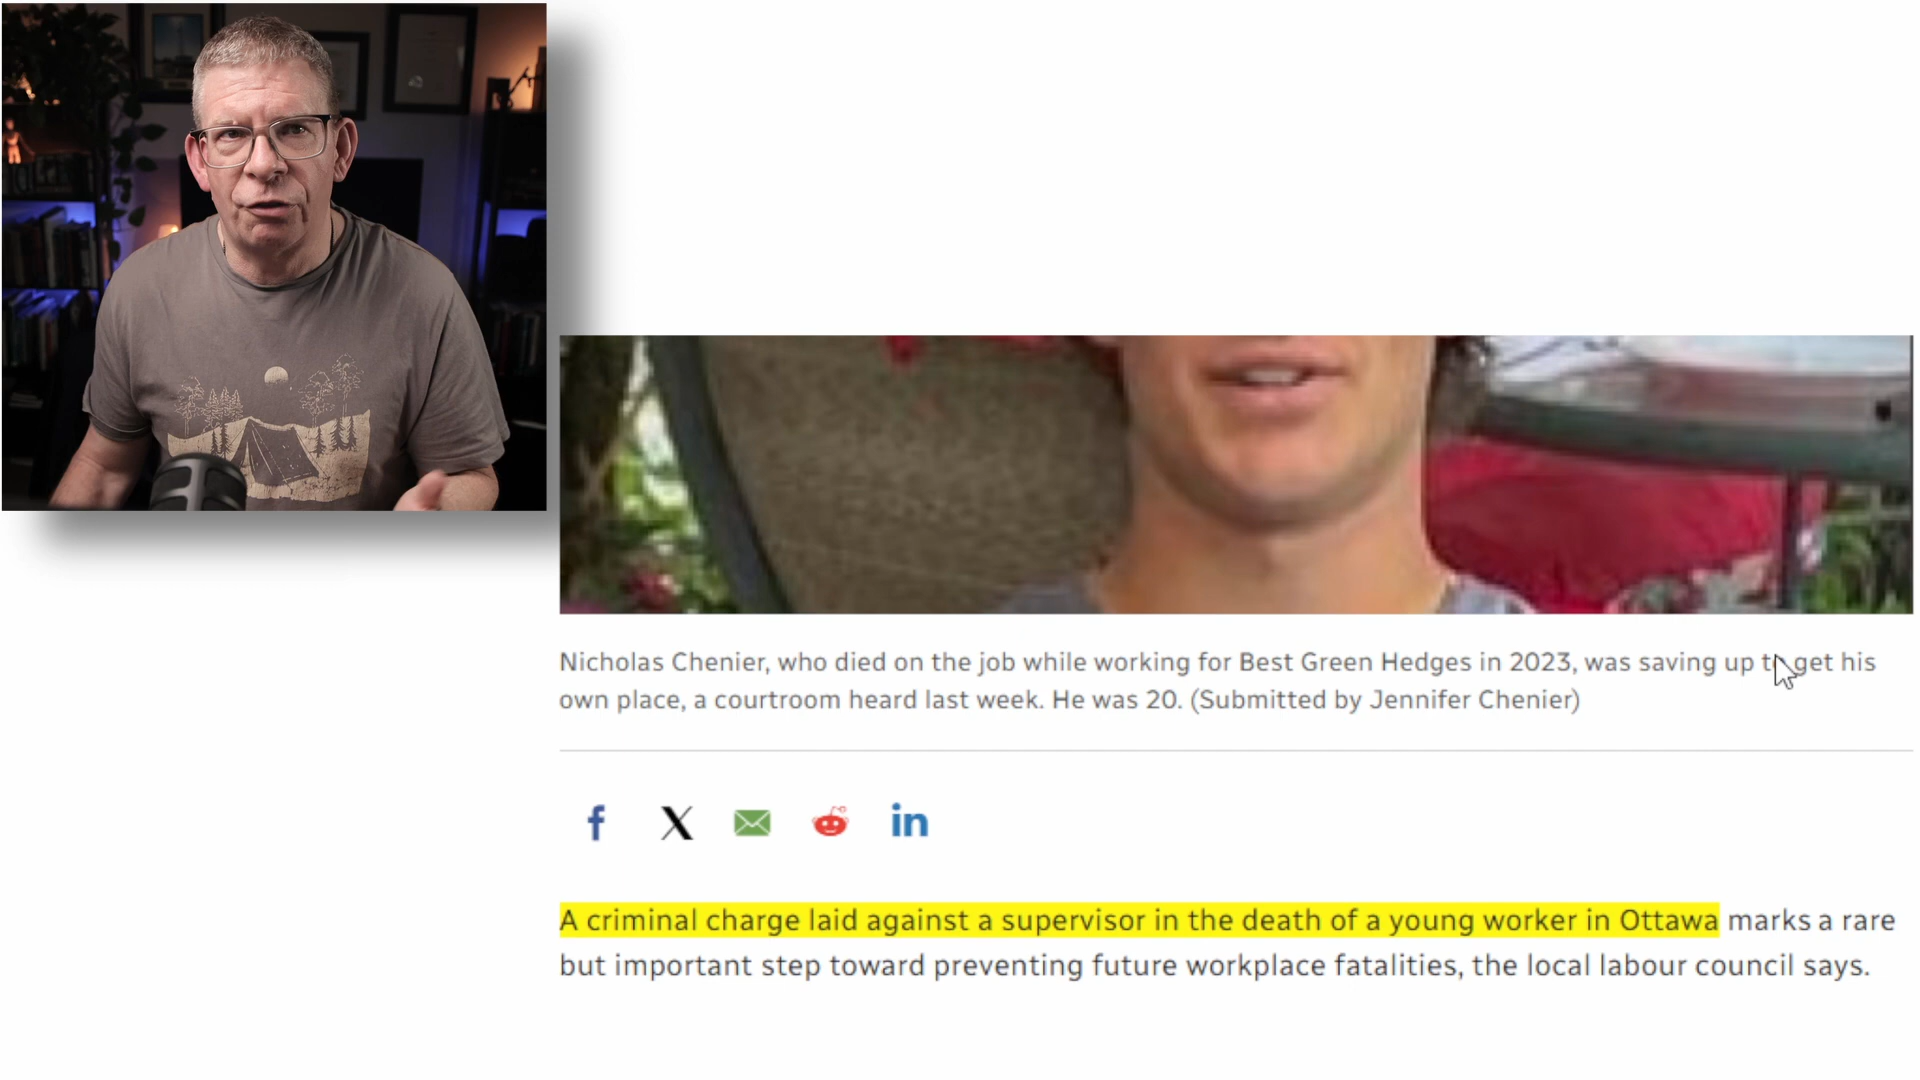 Nicholas Chenier, who died on the job while working for Best Green Hedges in 2023, was saving up to get his
own place, a courtroom heard last week. He was 20. (Submitted by Jennifer Chenier)
A criminal charge laid against a supervisor in the death of a young worker in Ottawa marks a rare
but important step toward preventing future workplace fatalities, the local labour council says.